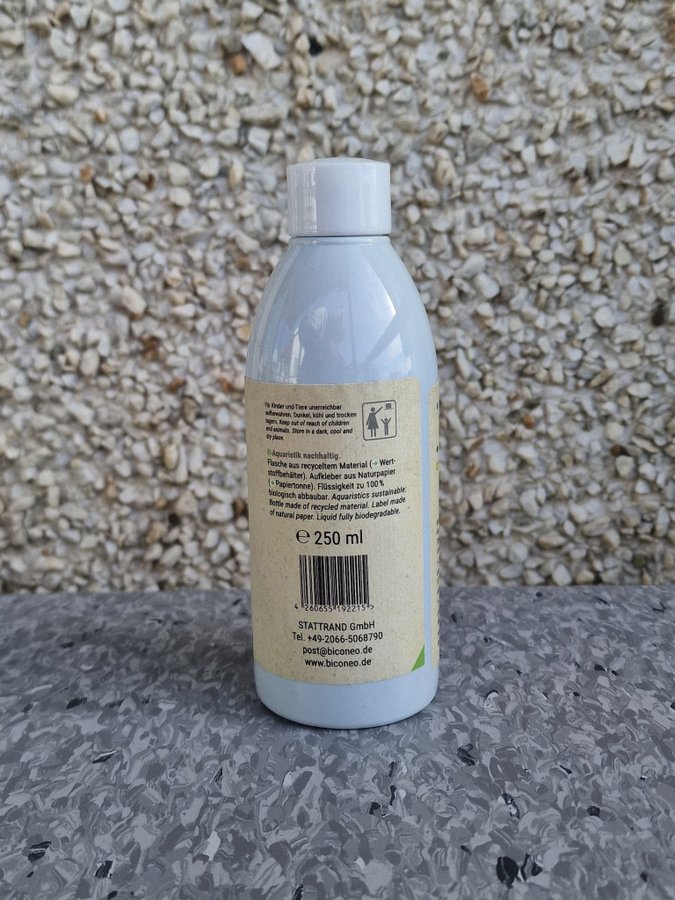 Für Kinder und Tiere unerreichbar
aufbewahren. Dunkel, kühl und trocken
lagern. Keep out of reach of children
and animals. Store in a dark, cool and
dry place.
Aquaristik nachhaltig.
Flasche aus recyceltem Material (➔ Wert-
stoffbehälter). Aufkleber aus Naturpapier
(➔ Papiertonne). Flüssigkeit zu 100 %
biologisch abbaubar. Aquaristics sustainable:
Bottle made of recycled material. Label made
of natural paper. Liquid fully biodegradable.
℮ 250 ml
4 260655 192215 >
STATTRAND GmbH
Tel. +49-2066-5068790
post@biconeo.de
www.biconeo.de